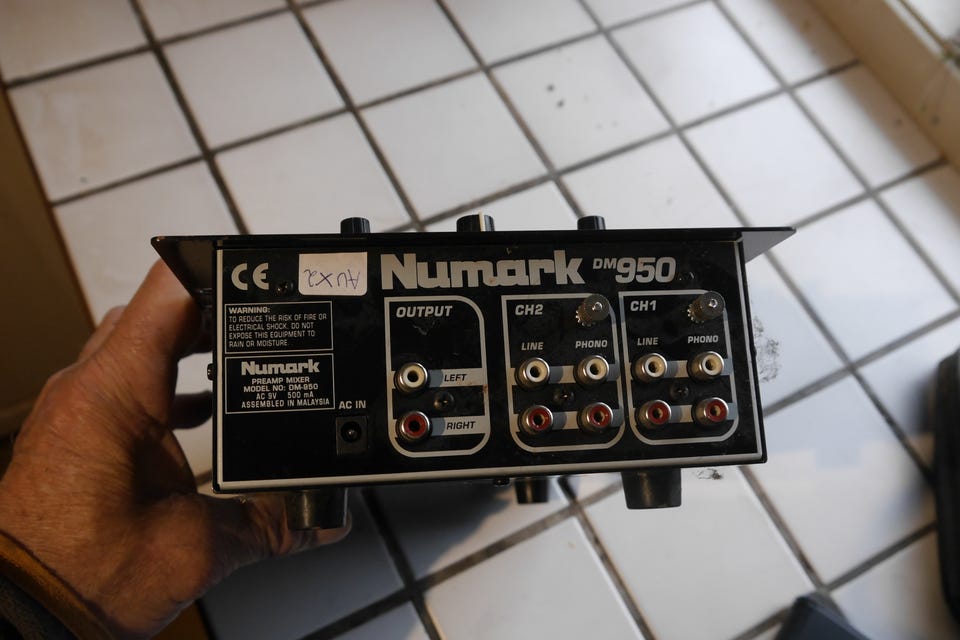 CE
AUX2
Numark DM950
WARNING:
TO REDUCE THE RISK OF FIRE OR
ELECTRICAL SHOCK, DO NOT
EXPOSE THIS EQUIPMENT TO
RAIN OR MOISTURE.
Numark
PREAMP MIXER
MODEL NO: DM-950
AC 9V 500 mA
ASSEMBLED IN MALAYSIA
AC IN
OUTPUT
LEFT
RIGHT
CH2
LINE PHONO
CH1
LINE PHONO